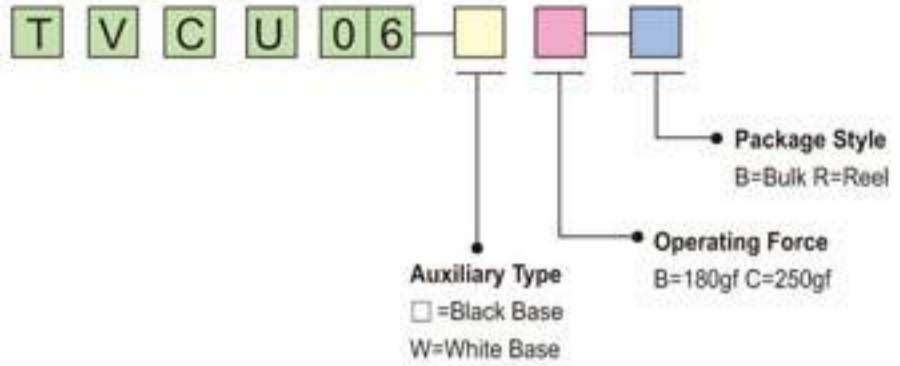 T V C U 0 6
Package Style
B=Bulk R=Reel
Operating Force
B=180gf C=250gf
Auxiliary Type
□ =Black Base
W=White Base